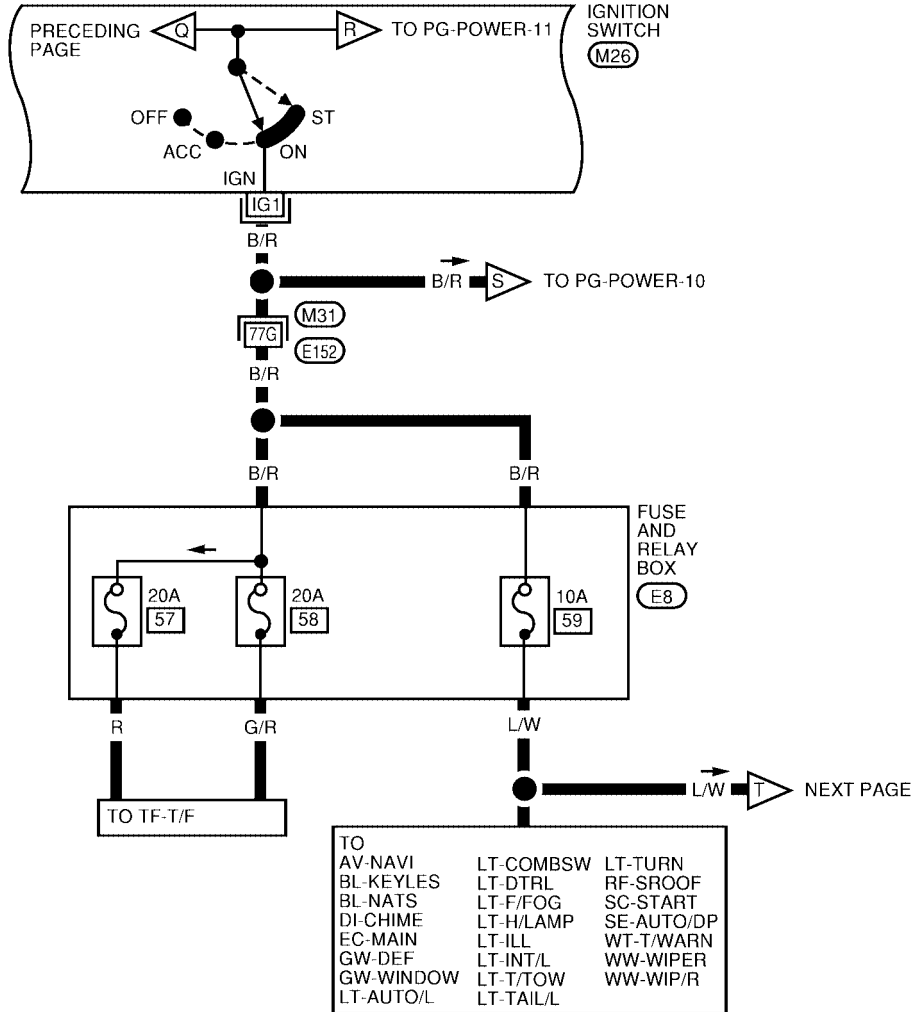 PRECEDING
PAGE
Q
R
TO PG-POWER-11
IGNITION
SWITCH
M26
OFF
ST
ACC
ON
IGN
IG1
B/R
B/R
S
TO PG-POWER-10
M31
77G
E152
B/R
B/R
B/R
FUSE
AND
RELAY
BOX
E8
20A
57
20A
58
10A
59
R
G/R
L/W
TO TF-T/F
L/W
T
NEXT PAGE
TO
AV-NAVI
BL-KEYLES
BL-NATS
DI-CHIME
EC-MAIN
GW-DEF
GW-WINDOW
LT-AUTO/L
LT-COMBSW
LT-DTRL
LT-F/FOG
LT-H/LAMP
LT-ILL
LT-INT/L
LT-T/TOW
LT-TAIL/L
LT-TURN
RF-SROOF
SC-START
SE-AUTO/DP
WT-T/WARN
WW-WIPER
WW-WIP/R